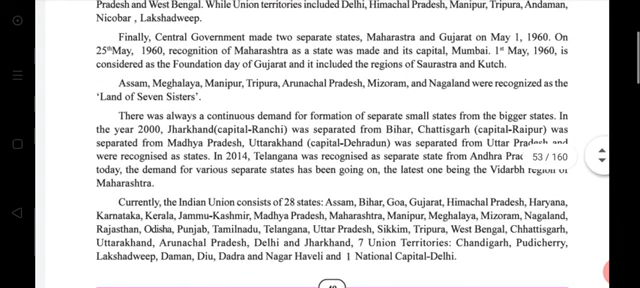 Pradesh and West Bengal. While Union territories included Delhi, Himachal Pradesh, Manipur, Tripura, Andaman,
Nicobar , Lakshadweep.
Finally, Central Government made two separate states, Maharastra and Gujarat on May 1, 1960. On
25thMay, 1960, recognition of Maharashtra as a state was made and its capital, Mumbai. 1st May, 1960, is
considered as the Foundation day of Gujarat and it included the regions of Saurastra and Kutch.
Assam, Meghalaya, Manipur, Tripura, Arunachal Pradesh, Mizoram, and Nagaland were recognized as the
‘Land of Seven Sisters’.
There was always a continuous demand for formation of separate small states from the bigger states. In
the year 2000, Jharkhand(capital-Ranchi) was separated from Bihar, Chattisgarh (capital-Raipur) was
separated from Madhya Pradesh, Uttarakhand (capital-Dehradun) was separated from Uttar Pradesh and
were recognised as states. In 2014, Telangana was recognised as separate state from Andhra Prac 53 / 160
today, the demand for various separate states has been going on, the latest one being the Vidarbh region of
Maharashtra.
Currently, the Indian Union consists of 28 states: Assam, Bihar, Goa, Gujarat, Himachal Pradesh, Haryana,
Karnataka, Kerala, Jammu-Kashmir, Madhya Pradesh, Maharashtra, Manipur, Meghalaya, Mizoram, Nagaland,
Rajasthan, Odisha, Punjab, Tamilnadu, Telangana, Uttar Pradesh, Sikkim, Tripura, West Bengal, Chhattisgarh,
Uttarakhand, Arunachal Pradesh, Delhi and Jharkhand, 7 Union Territories: Chandigarh, Pudicherry,
Lakshadweep, Daman, Diu, Dadra and Nagar Haveli and 1 National Capital-Delhi.